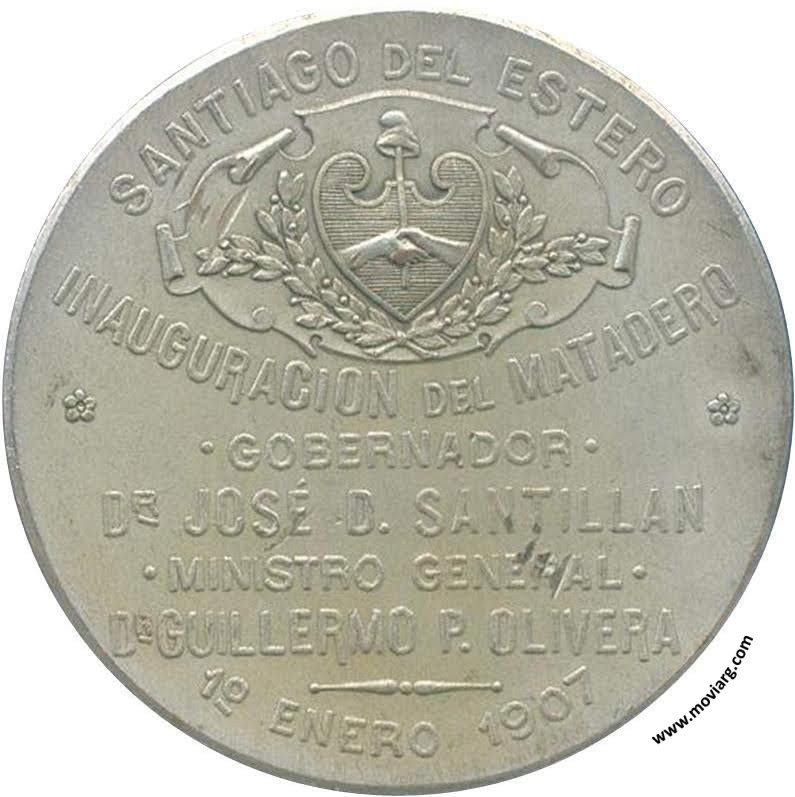 SANTIAGO DEL ESTERO
INAUGURACION DEL MATADERO
· GOBERNADOR ·
DR JOSÉ D. SANTILLAN
· MINISTRO GENERAL ·
DR GUILLERMO P. OLIVERA
1º ENERO 1907
www.moviarg.com